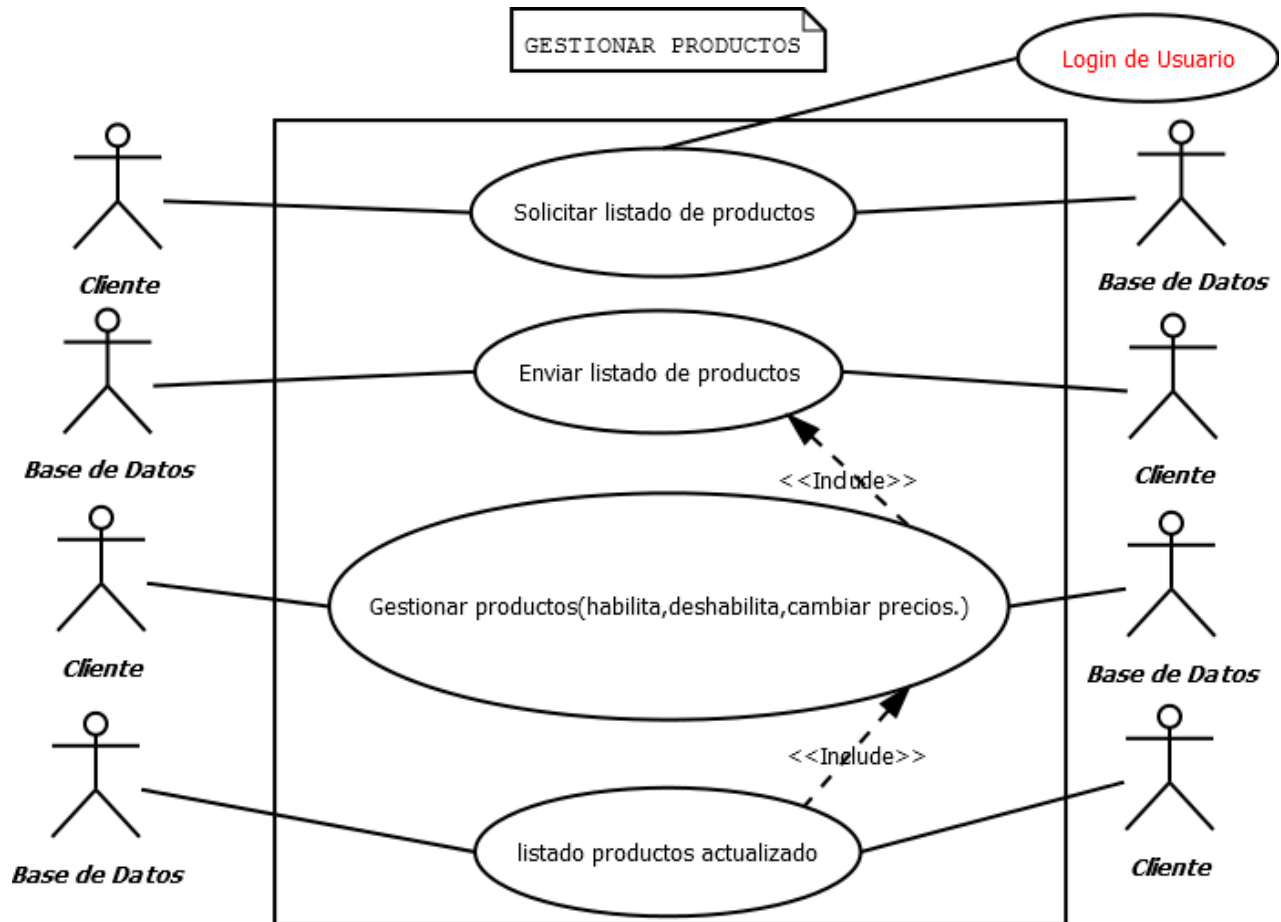 GESTIONAR PRODUCTOS
Login de Usuario
Solicitar listado de productos
Cliente
Base de Datos
Enviar listado de productos
Base de Datos
Cliente
<<Include>>
Gestionar productos(habilita,deshabilita,cambiar precios.)
Cliente
Base de Datos
<<Include>>
listado productos actualizado
Base de Datos
Cliente